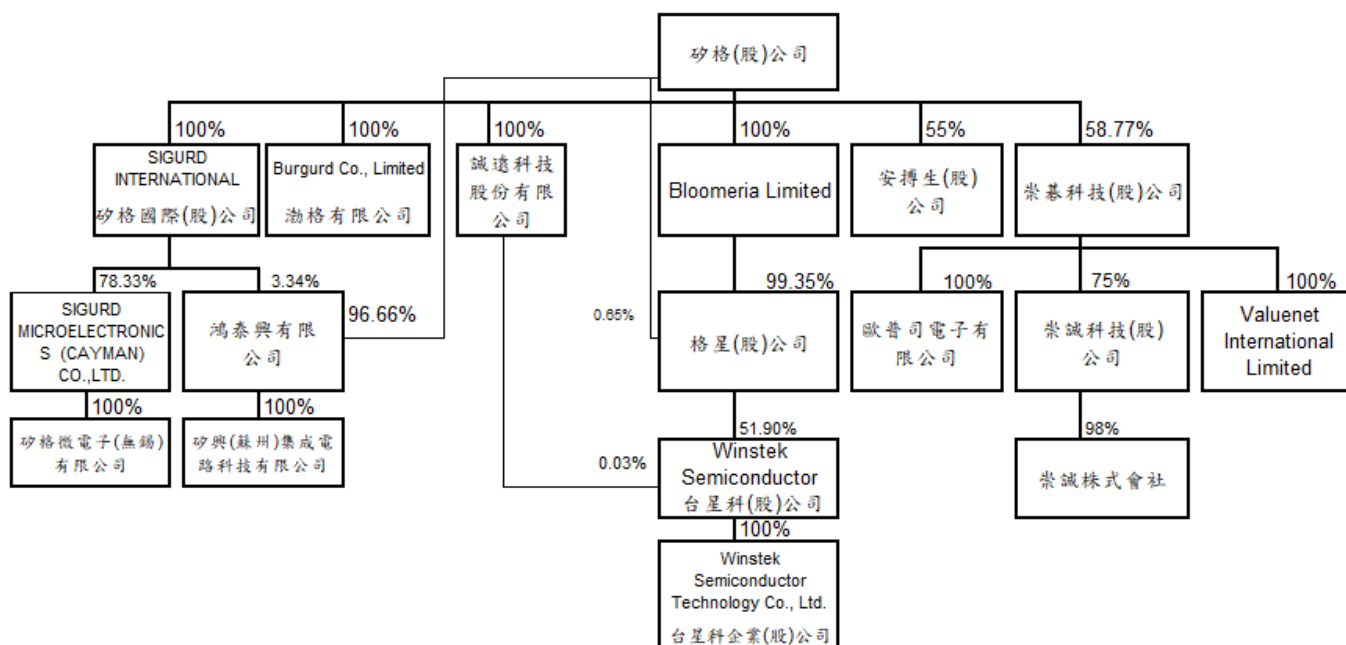 矽格(股)公司
100%
100%
100%
100%
55%
58.77%
SIGURD
INTERNATIONAL
矽格國際(股)公司
Burgurd Co., Limited
渤格有限公司
誠遠科技
股份有限
公司
Bloomeria Limited
安搏生(股)
公司
崇碁科技(股)公司
78.33%
3.34%
96.66%
0.65%
99.35%
100%
75%
100%
SIGURD
MICROELECTRONIC
S (CAYMAN)
CO.,LTD.
鴻泰興有限
公司
格星(股)公司
歐普司電子有
限公司
崇誠科技(股)
公司
Valuenet
International
Limited
100%
100%
51.90%
98%
矽格微電子(無錫)
有限公司
矽興(蘇州)集成電
路科技有限公司
0.03%
Winstek
Semiconductor
台星科(股)公司
崇誠株式會社
100%
Winstek
Semiconductor
Technology Co., Ltd.
台星科企業(股)公司